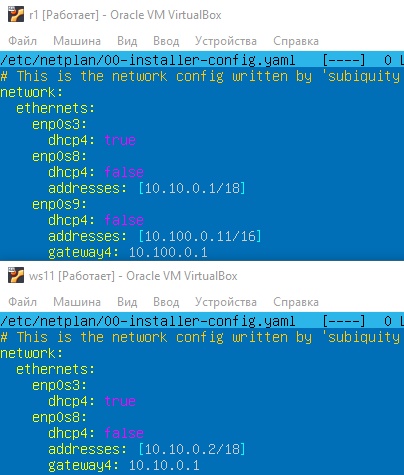 r1 [Работает] - Oracle VM VirtualBox
Файл Машина Вид Ввод Устройства Справка
/etc/netplan/00-installer-config.yaml [----] 0 L
# This is the network config written by 'subiquity
network:
  ethernets:
    enp0s3:
      dhcp4: true
    enp0s8:
      dhcp4: false
      addresses: [10.10.0.1/18]
    enp0s9:
      dhcp4: false
      addresses: [10.100.0.11/16]
      gateway4: 10.100.0.1
ws11 [Работает] - Oracle VM VirtualBox
Файл Машина Вид Ввод Устройства Справка
/etc/netplan/00-installer-config.yaml [----] 0 L
# This is the network config written by 'subiquity
network:
  ethernets:
    enp0s3:
      dhcp4: true
    enp0s8:
      dhcp4: false
      addresses: [10.10.0.2/18]
      gateway4: 10.10.0.1